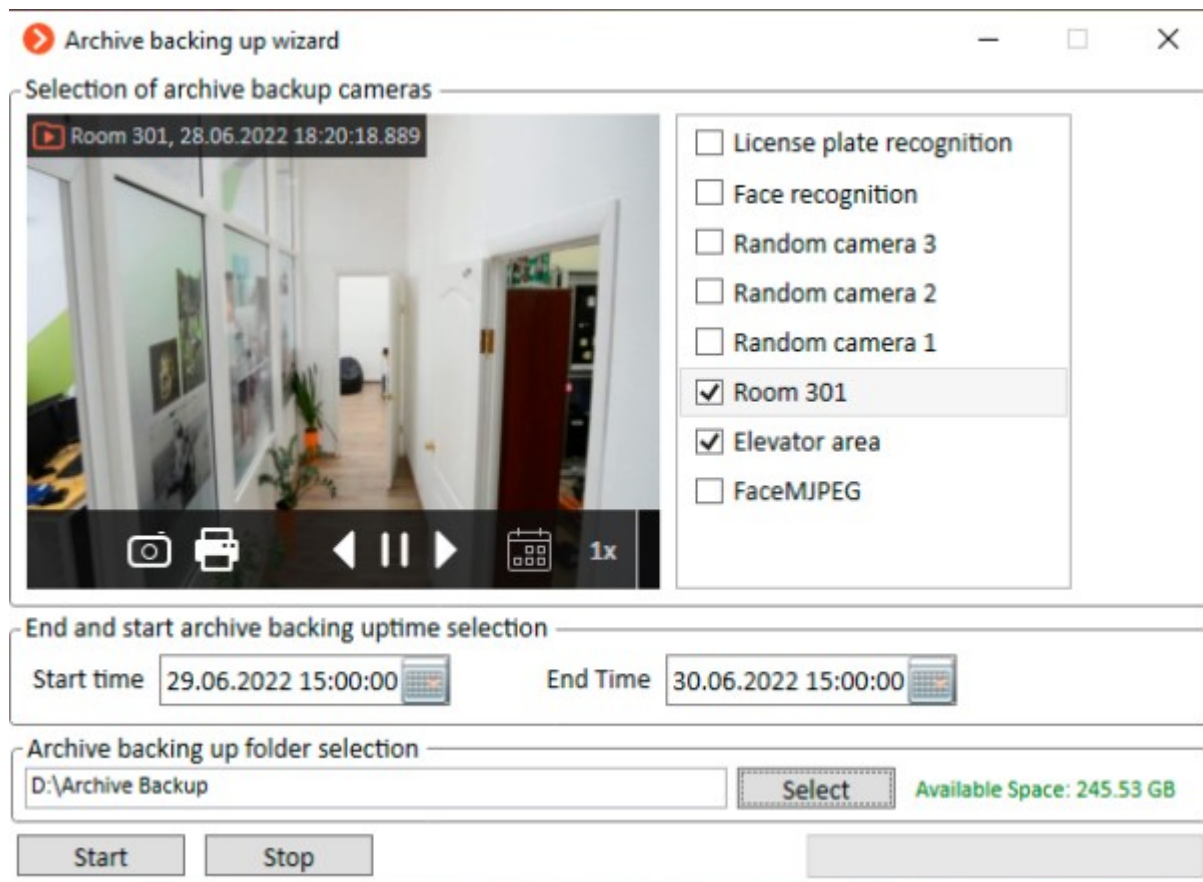 Archive backing up wizard
Selection of archive backup cameras
Room 301, 28.06.2022 18:20:18.889
License plate recognition
Face recognition
Random camera 3
Random camera 2
Random camera 1
Room 301
Elevator area
FaceMJPEG
1x
End and start archive backing uptime selection
Start time 29.06.2022 15:00:00 End Time 30.06.2022 15:00:00
Archive backing up folder selection
D:\Archive Backup Select Available Space: 245.53 GB
Start Stop